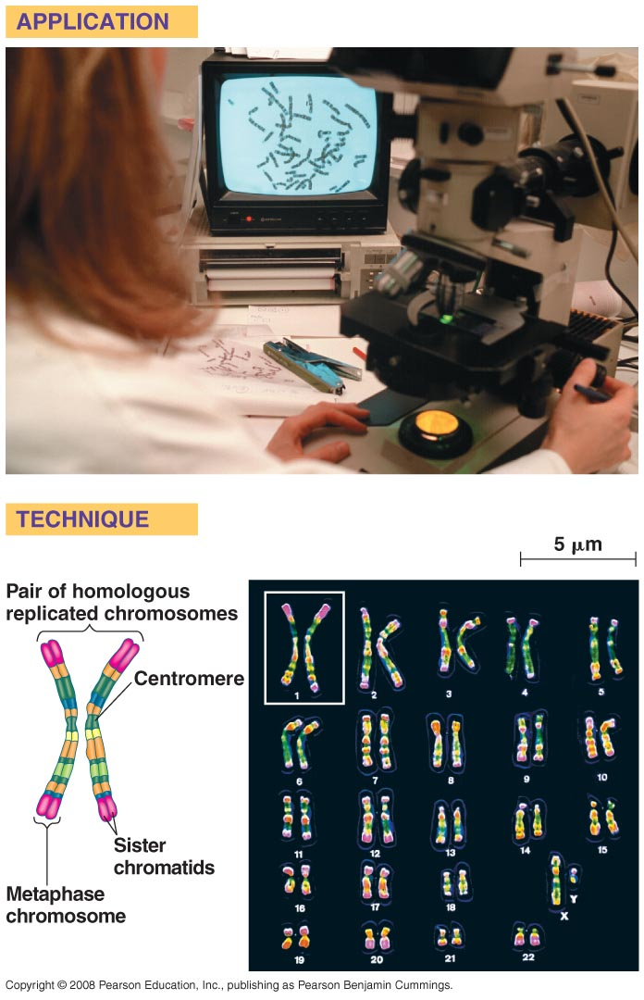 APPLICATION
TECHNIQUE
5 μm
Pair of homologous
replicated chromosomes
Centromere
Sister
chromatids
Metaphase
chromosome
1
2
3
4
5
6
7
8
9
10
11
12
13
14
15
16
17
18
X
Y
19
20
21
22
Copyright © 2008 Pearson Education, Inc., publishing as Pearson Benjamin Cummings.